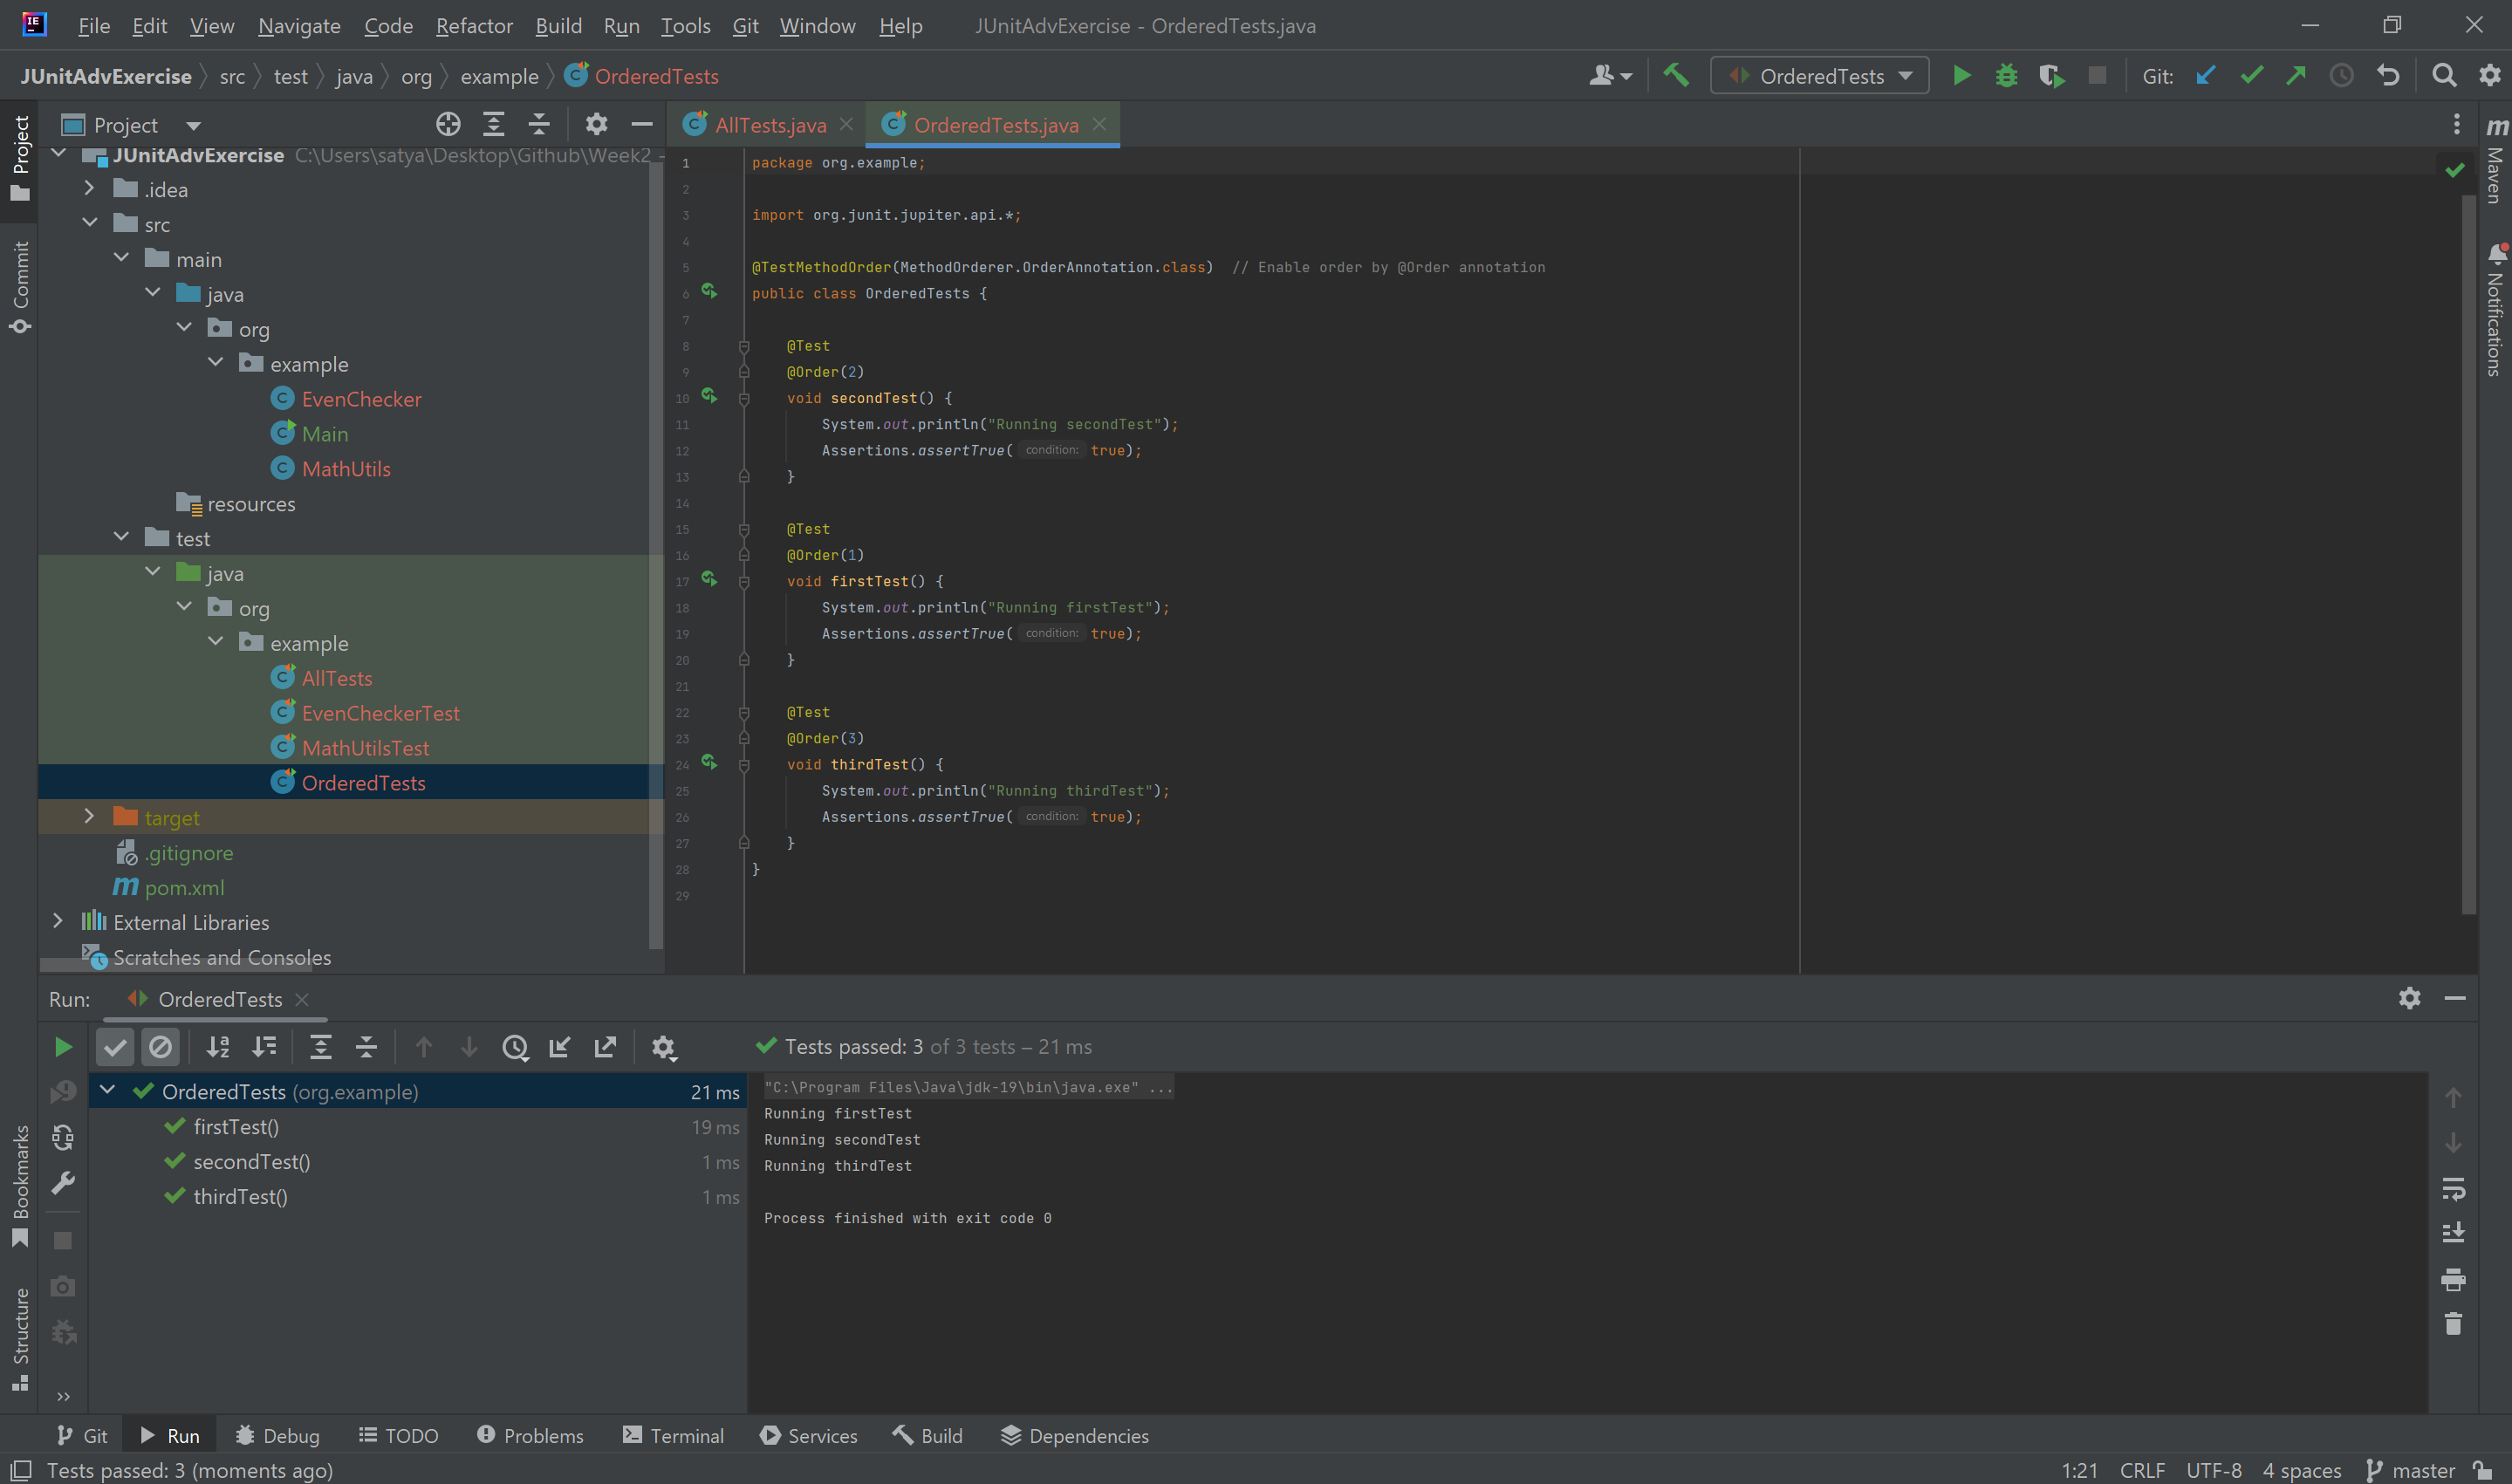 File Edit View Navigate Code Refactor Build Run Tools Git Window Help JUnitAdvExercise - OrderedTests.java
JUnitAdvExercise src test java org example OrderedTests
OrderedTests Git:
Project
AllTests.java OrderedTests.java
JUnitAdvExercise C:\Users\satya\Desktop\Github\Week2 -
.idea
src
main
java
org
example
EvenChecker
Main
MathUtils
resources
test
java
org
example
AllTests
EvenCheckerTest
MathUtilsTest
OrderedTests
target
.gitignore
pom.xml
External Libraries
Scratches and Consoles
Project
Commit
Bookmarks
Structure
m
Maven
Notifications
1 package org.example;
2
3 import org.junit.jupiter.api.*;
4
5 @TestMethodOrder(MethodOrderer.OrderAnnotation.class)  // Enable order by @Order annotation
6 public class OrderedTests {
7
8 @Test
9 @Order(2)
10 void secondTest() {
11 System.out.println("Running secondTest");
12 Assertions.assertTrue( condition: true);
13 }
14
15 @Test
16 @Order(1)
17 void firstTest() {
18 System.out.println("Running firstTest");
19 Assertions.assertTrue( condition: true);
20 }
21
22 @Test
23 @Order(3)
24 void thirdTest() {
25 System.out.println("Running thirdTest");
26 Assertions.assertTrue( condition: true);
27 }
28 }
29
Run: OrderedTests
Tests passed: 3 of 3 tests – 21 ms
OrderedTests (org.example) 21 ms
firstTest() 19 ms
secondTest() 1 ms
thirdTest() 1 ms
"C:\Program Files\Java\jdk-19\bin\java.exe" ...
Running firstTest
Running secondTest
Running thirdTest
Process finished with exit code 0
Git Run Debug TODO Problems Terminal Services Build Dependencies
Tests passed: 3 (moments ago) 1:21 CRLF UTF-8 4 spaces master